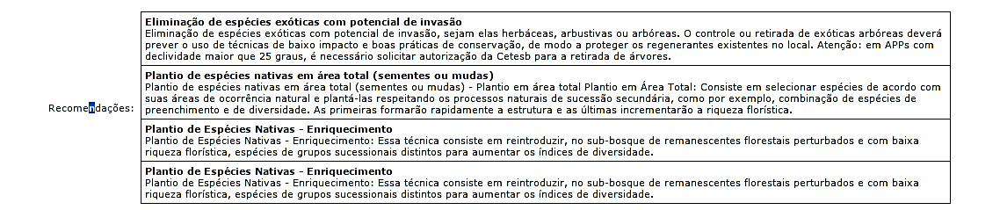 Recomendações:
Eliminação de espécies exóticas com potencial de invasão
Eliminação de espécies exóticas com potencial de invasão, sejam elas herbáceas, arbustivas ou arbóreas. O controle ou retirada de exóticas arbóreas deverá
prever o uso de técnicas de baixo impacto e boas práticas de conservação, de modo a proteger os regenerantes existentes no local. Atenção: em APPs com
declividade maior que 25 graus, é necessário solicitar autorização da Cetesb para a retirada de árvores.
Plantio de espécies nativas em área total (sementes ou mudas)
Plantio de espécies nativas em área total (sementes ou mudas) - Plantio em área total Plantio em Área Total: Consiste em selecionar espécies de acordo com
suas áreas de ocorrência natural e plantá-las respeitando os processos naturais de sucessão secundária, como por exemplo, combinação de espécies de
preenchimento e de diversidade. As primeiras formarão rapidamente a estrutura e as últimas incrementarão a riqueza florística.
Plantio de Espécies Nativas - Enriquecimento
Plantio de Espécies Nativas - Enriquecimento: Essa técnica consiste em reintroduzir, no sub-bosque de remanescentes florestais perturbados e com baixa
riqueza florística, espécies de grupos sucessionais distintos para aumentar os índices de diversidade.
Plantio de Espécies Nativas - Enriquecimento
Plantio de Espécies Nativas - Enriquecimento: Essa técnica consiste em reintroduzir, no sub-bosque de remanescentes florestais perturbados e com baixa
riqueza florística, espécies de grupos sucessionais distintos para aumentar os índices de diversidade.